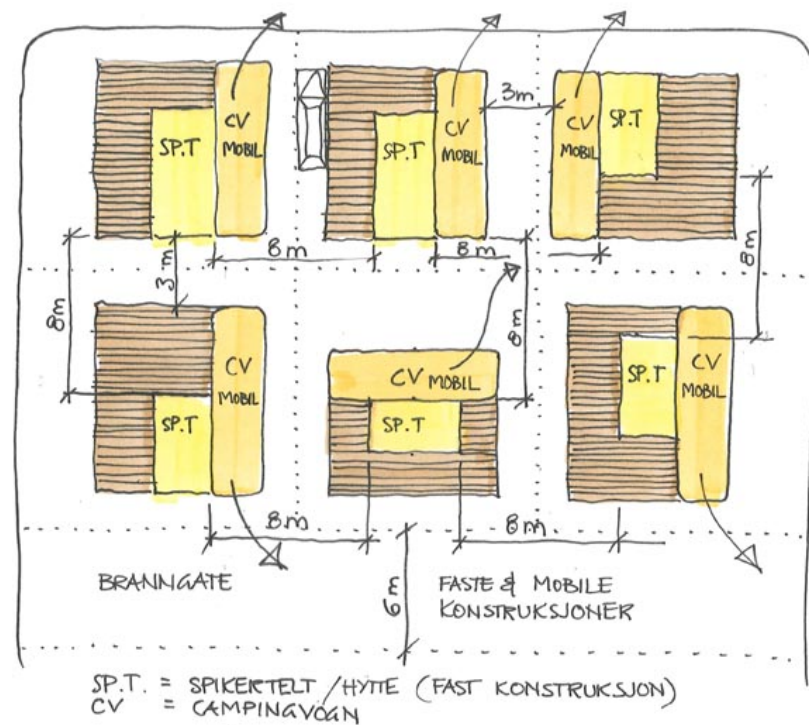 CV
MOBIL
SP.T
CV
MOBIL
SP.T
3m
CV
MOBIL
SP.T
8m
8m
8m
3m
8m
8m
CV
MOBIL
SP.T
CV MOBIL
SP.T
SP.T
CV
MOBIL
8m
8m
BRANNGATE
6m
FASTE & MOBILE
KONSTRUKSJONER
SP.T. = SPIKERTELT / HYTTE (FAST KONSTRUKSJON)
CV = CAMPINGVOGN